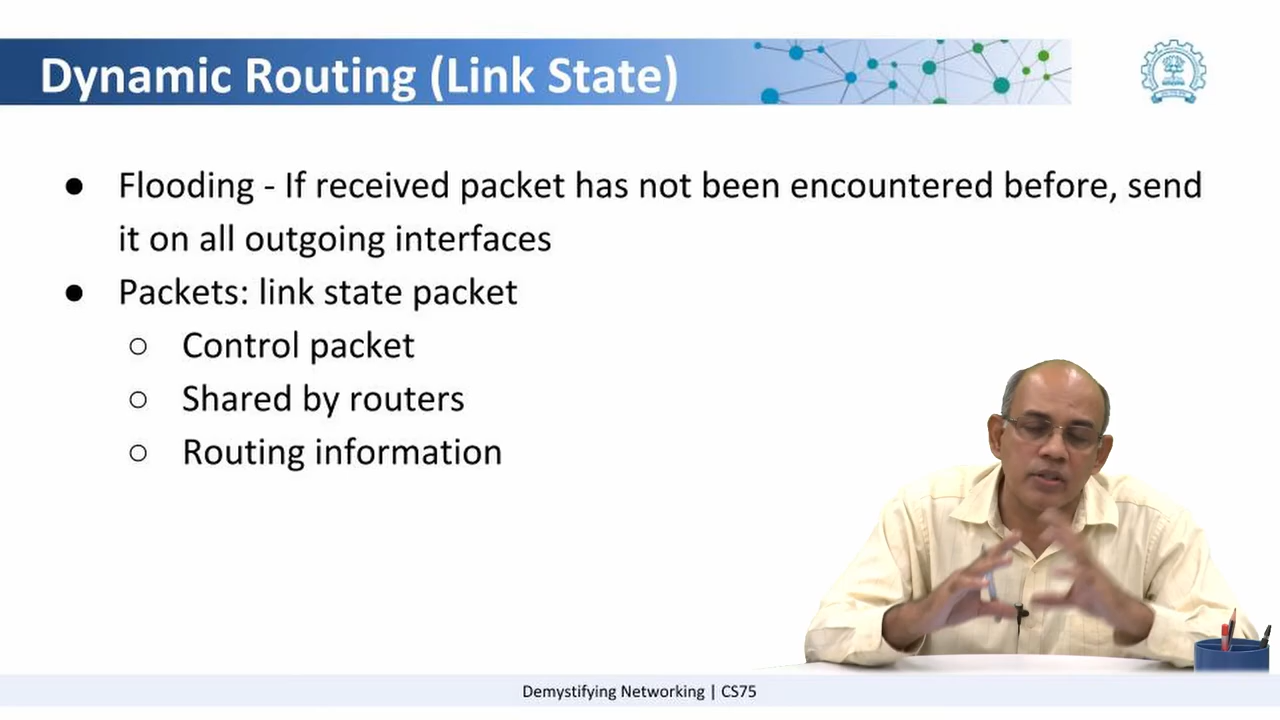 Dynamic Routing (Link State)
● Flooding - If received packet has not been encountered before, send
it on all outgoing interfaces
● Packets: link state packet
○ Control packet
○ Shared by routers
○ Routing information
Demystifying Networking | CS75